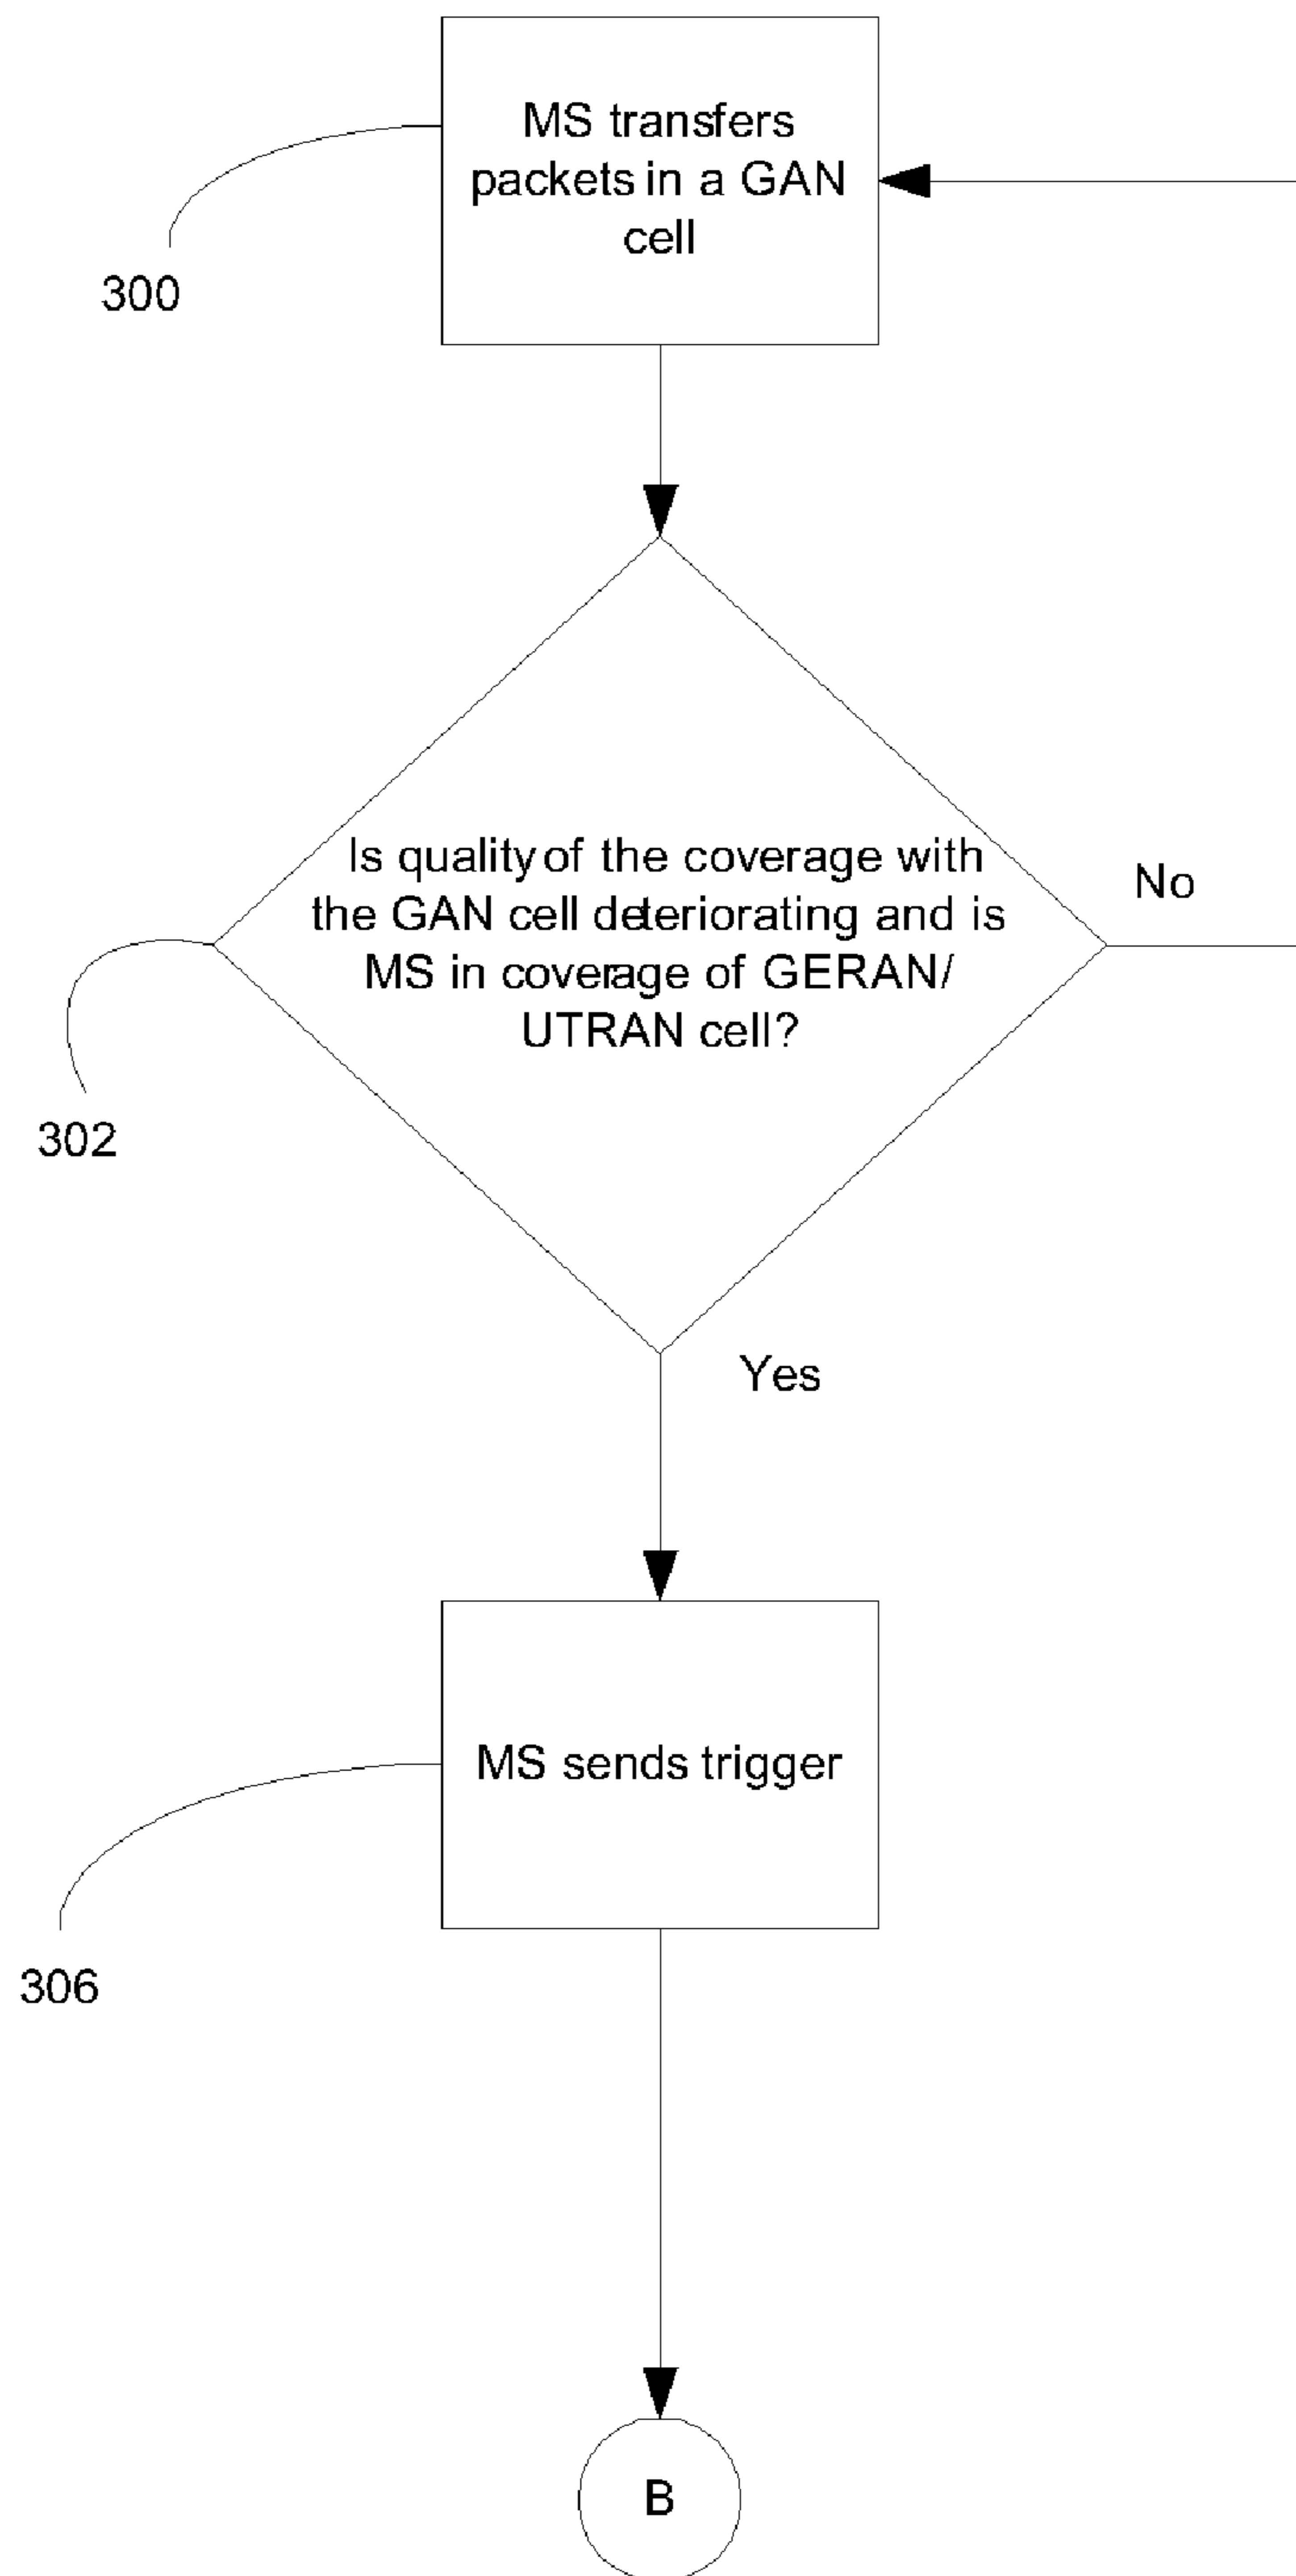 MS transfers
packets in a GAN
cell
300
Is quality of the coverage with
the GAN cell deteriorating and is
MS in coverage of GERAN/
UTRAN cell?
No
302
Yes
MS sends trigger
306
B